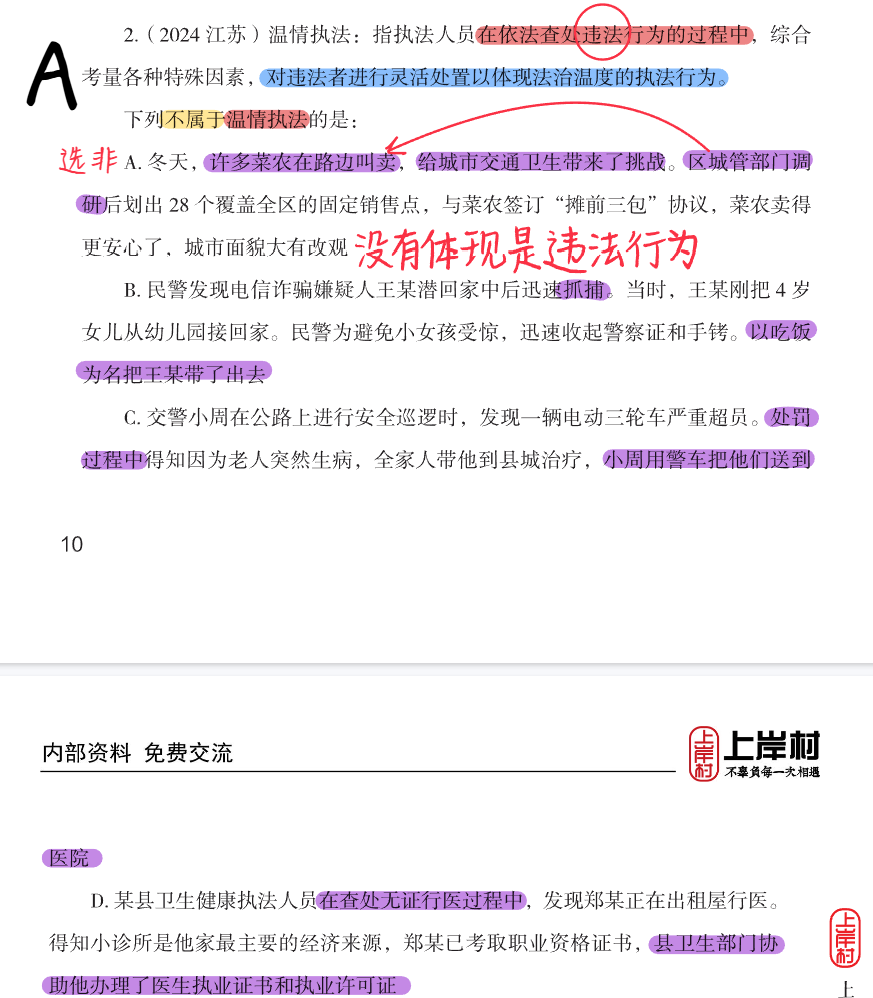 2.（2024 江苏）温情执法：指执法人员在依法查处违法行为的过程中，综合
A
考量各种特殊因素，对违法者进行灵活处置以体现法治温度的执法行为。
下列不属于温情执法的是：
选非 A. 冬天，许多菜农在路边叫卖，给城市交通卫生带来了挑战。区城管部门调
研后划出 28 个覆盖全区的固定销售点，与菜农签订“摊前三包”协议，菜农卖得
更安心了，城市面貌大有改观 没有体现是违法行为
B. 民警发现电信诈骗嫌疑人王某潜回家中后迅速抓捕。当时，王某刚把 4 岁
女儿从幼儿园接回家。民警为避免小女孩受惊，迅速收起警察证和手铐。以吃饭
为名把王某带了出去
C. 交警小周在公路上进行安全巡逻时，发现一辆电动三轮车严重超员。处罚
过程中得知因为老人突然生病，全家人带他到县城治疗，小周用警车把他们送到
10
内部资料 免费交流
上岸村
上岸村
不辜负每一次相遇
医院
D. 某县卫生健康执法人员在查处无证行医过程中，发现郑某正在出租屋行医。
得知小诊所是他家最主要的经济来源，郑某已考取职业资格证书，县卫生部门协
助他办理了医生执业证书和执业许可证
上岸村
上